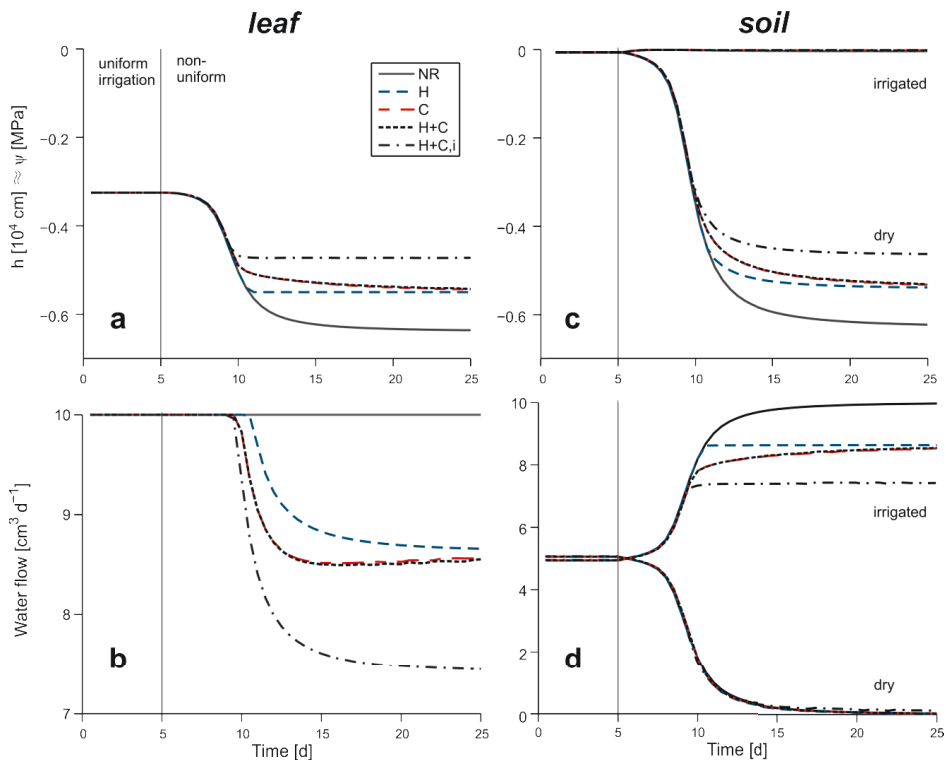 leaf
soil
0
−0.2
−0.4
−0.6
h [10⁴ cm] ≈ ψ [MPa]
uniform
irrigation
non-
uniform
NR
H
C
H+C
H+C,i
a
0 5 10 15 20 25
0
−0.2
−0.4
−0.6
irrigated
dry
c
0 5 10 15 20 25
10
9
8
7
Water flow [cm³ d⁻¹]
b
0 5 10 15 20 25
Time [d]
10
8
6
4
2
0
irrigated
d
dry
0 5 10 15 20 25
Time [d]